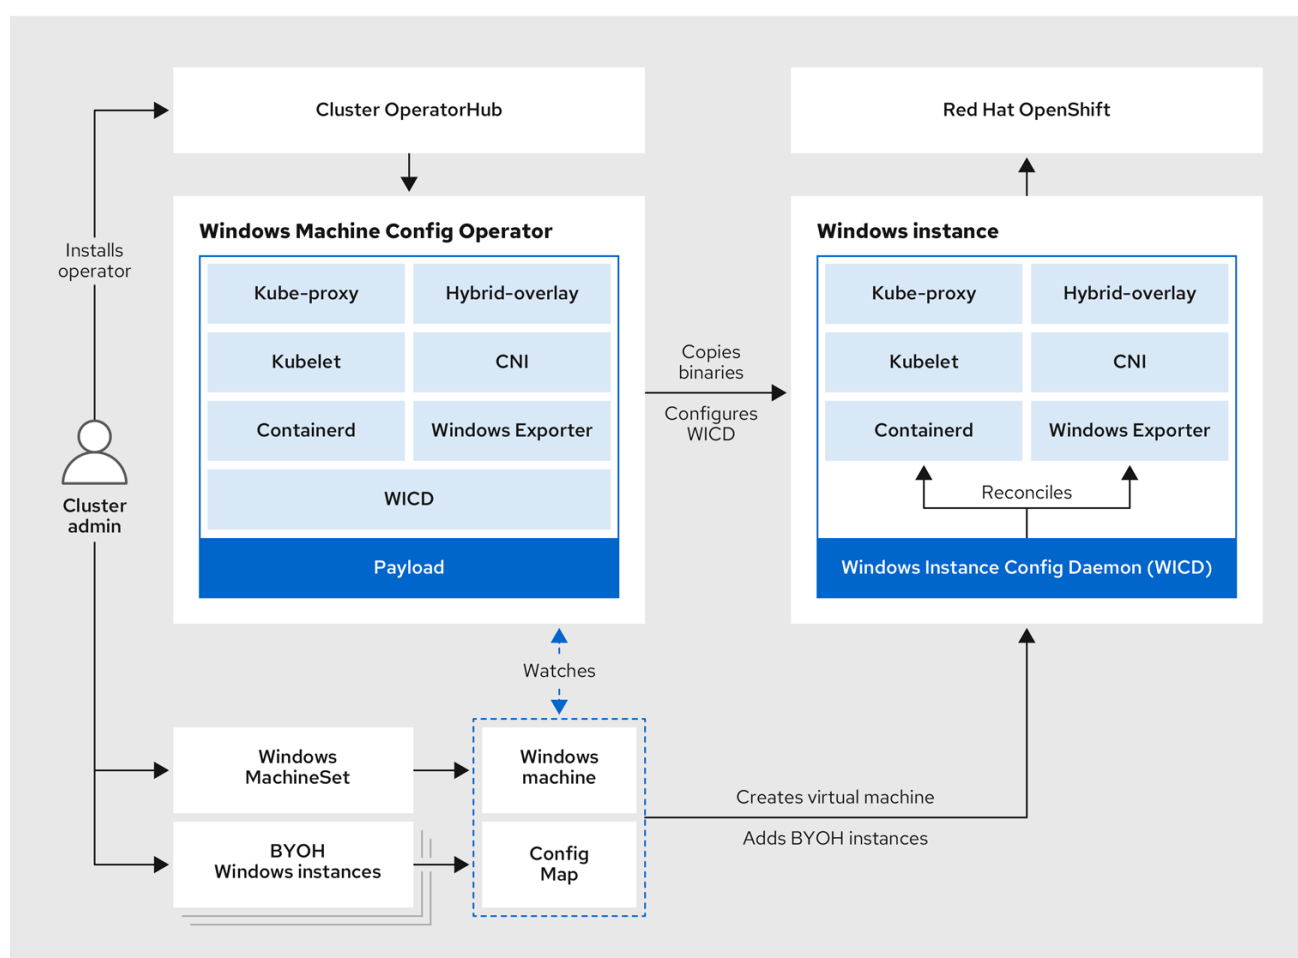 Cluster OperatorHub
Red Hat OpenShift
Installs
operator
Windows Machine Config Operator
Kube-proxy
Hybrid-overlay
Kubelet
CNI
Containerd
Windows Exporter
WICD
Payload
Copies
binaries
Configures
WICD
Windows instance
Kube-proxy
Hybrid-overlay
Kubelet
CNI
Containerd
Windows Exporter
Reconciles
Windows Instance Config Daemon (WICD)
Cluster
admin
Watches
Windows
MachineSet
Windows
machine
BYOH
Windows instances
Config
Map
Creates virtual machine
Adds BYOH instances